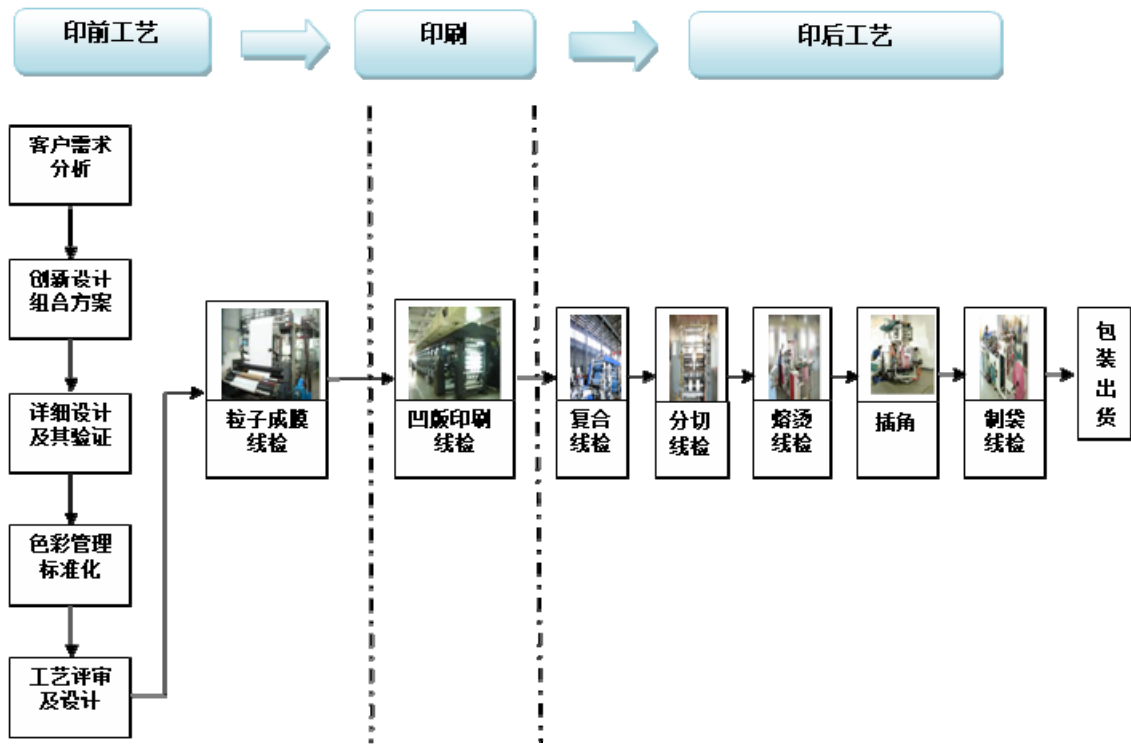 印前工艺
印刷
印后工艺
客户需求
分析
创新设计
组合方案
详细设计
及其验证
色彩管理
标准化
工艺评审
及设计
粒子成膜
线检
凹版印刷
线检
复合
线检
分切
线检
熔烫
线检
插角
制袋
线检
包
装
出
货